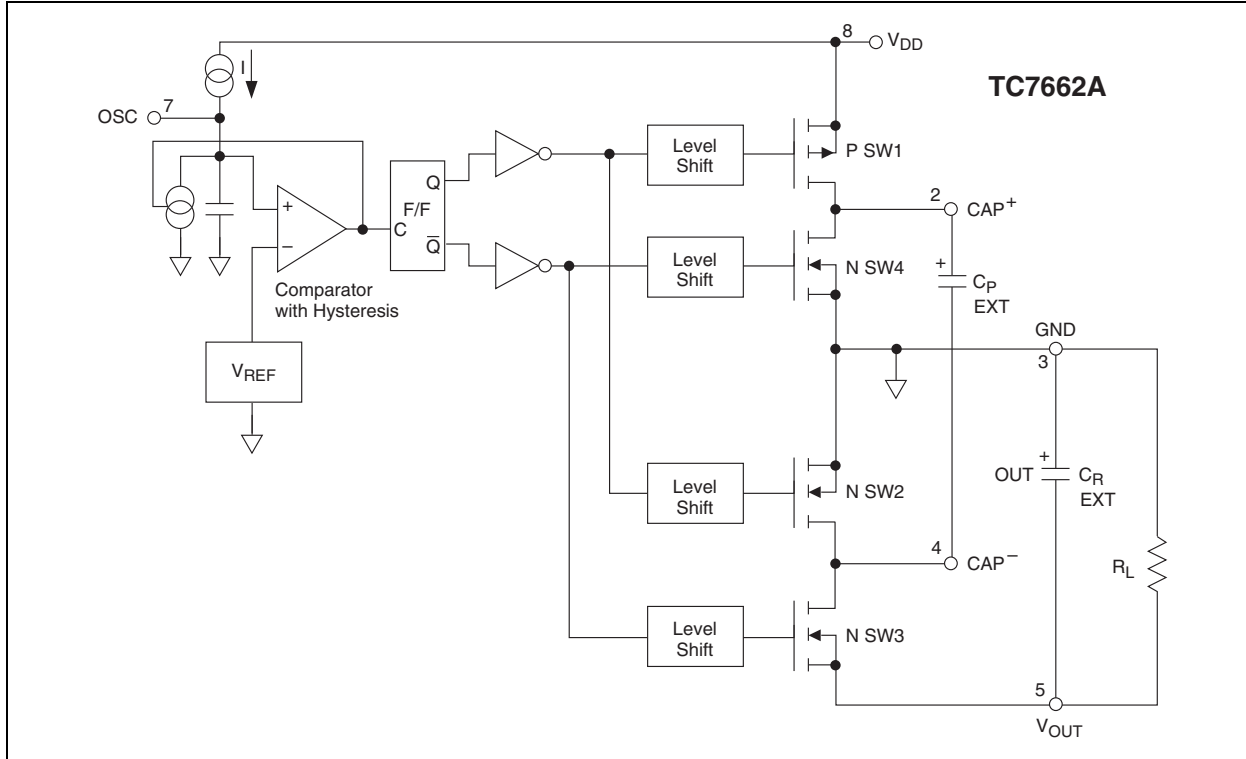 8
V_DD
TC7662A
I
OSC
7
Level
Shift
P SW1
2
CAP+
Q
F/F
C
Q̅
+
−
Level
Shift
N SW4
+
C_P
EXT
Comparator
with Hysteresis
GND
3
V_REF
+
OUT
C_R
EXT
Level
Shift
N SW2
4
CAP−
R_L
Level
Shift
N SW3
5
V_OUT